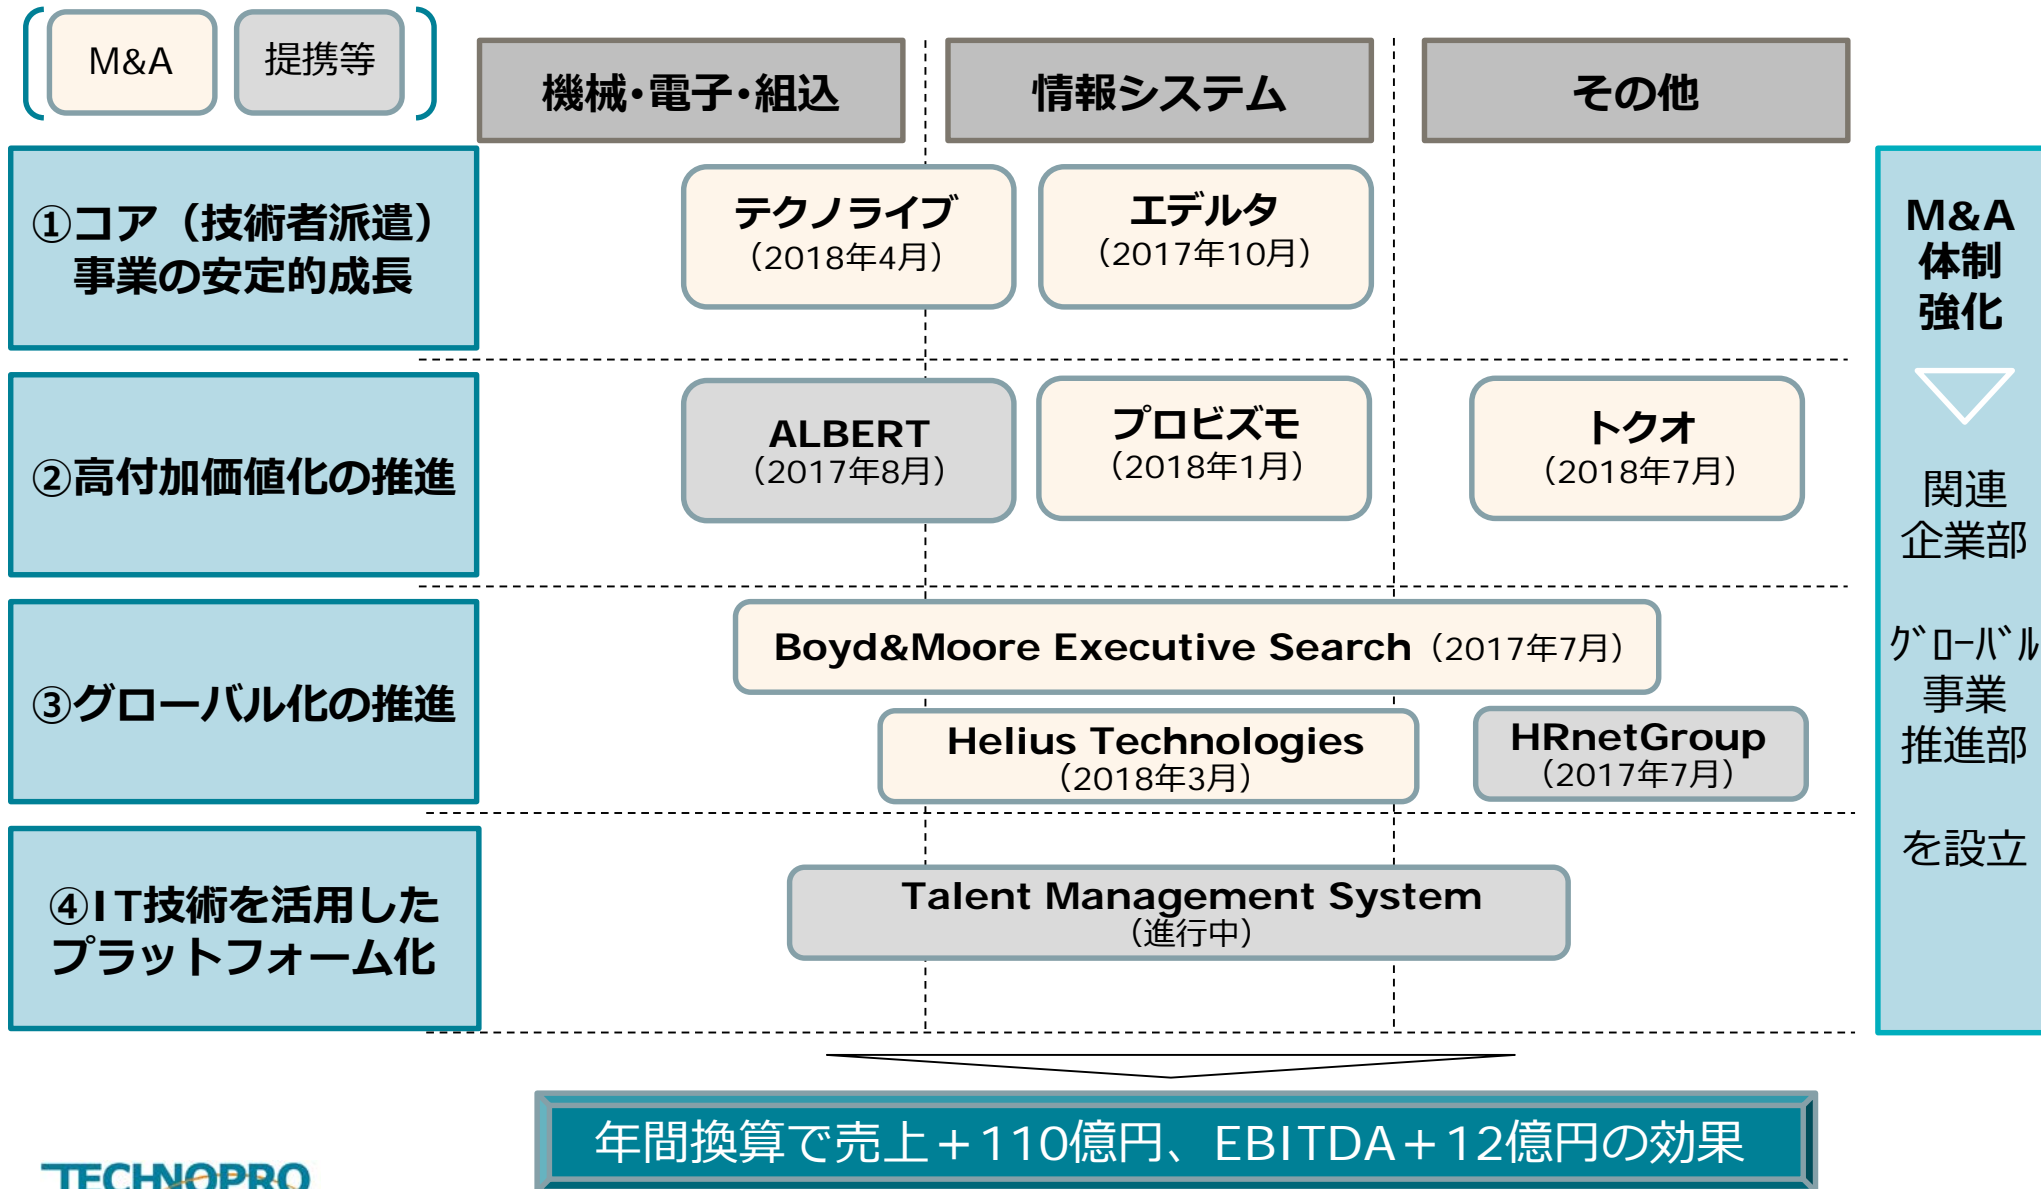 M&A
提携等
機械・電子・組込
情報システム
その他
①コア（技術者派遣）
事業の安定的成長
テクノライブ
（2018年4月）
エデルタ
（2017年10月）
②高付加価値化の推進
ALBERT
（2017年8月）
プロビズモ
（2018年1月）
トクオ
（2018年7月）
③グローバル化の推進
Boyd&Moore Executive Search（2017年7月）
Helius Technologies
（2018年3月）
HRnetGroup
（2017年7月）
④IT技術を活用した
プラットフォーム化
Talent Management System
（進行中）
M&A
体制
強化
関連
企業部
ｸﾞﾛｰﾊﾞﾙ
事業
推進部
を設立
年間換算で売上＋110億円、EBITDA＋12億円の効果
TECHNOPRO